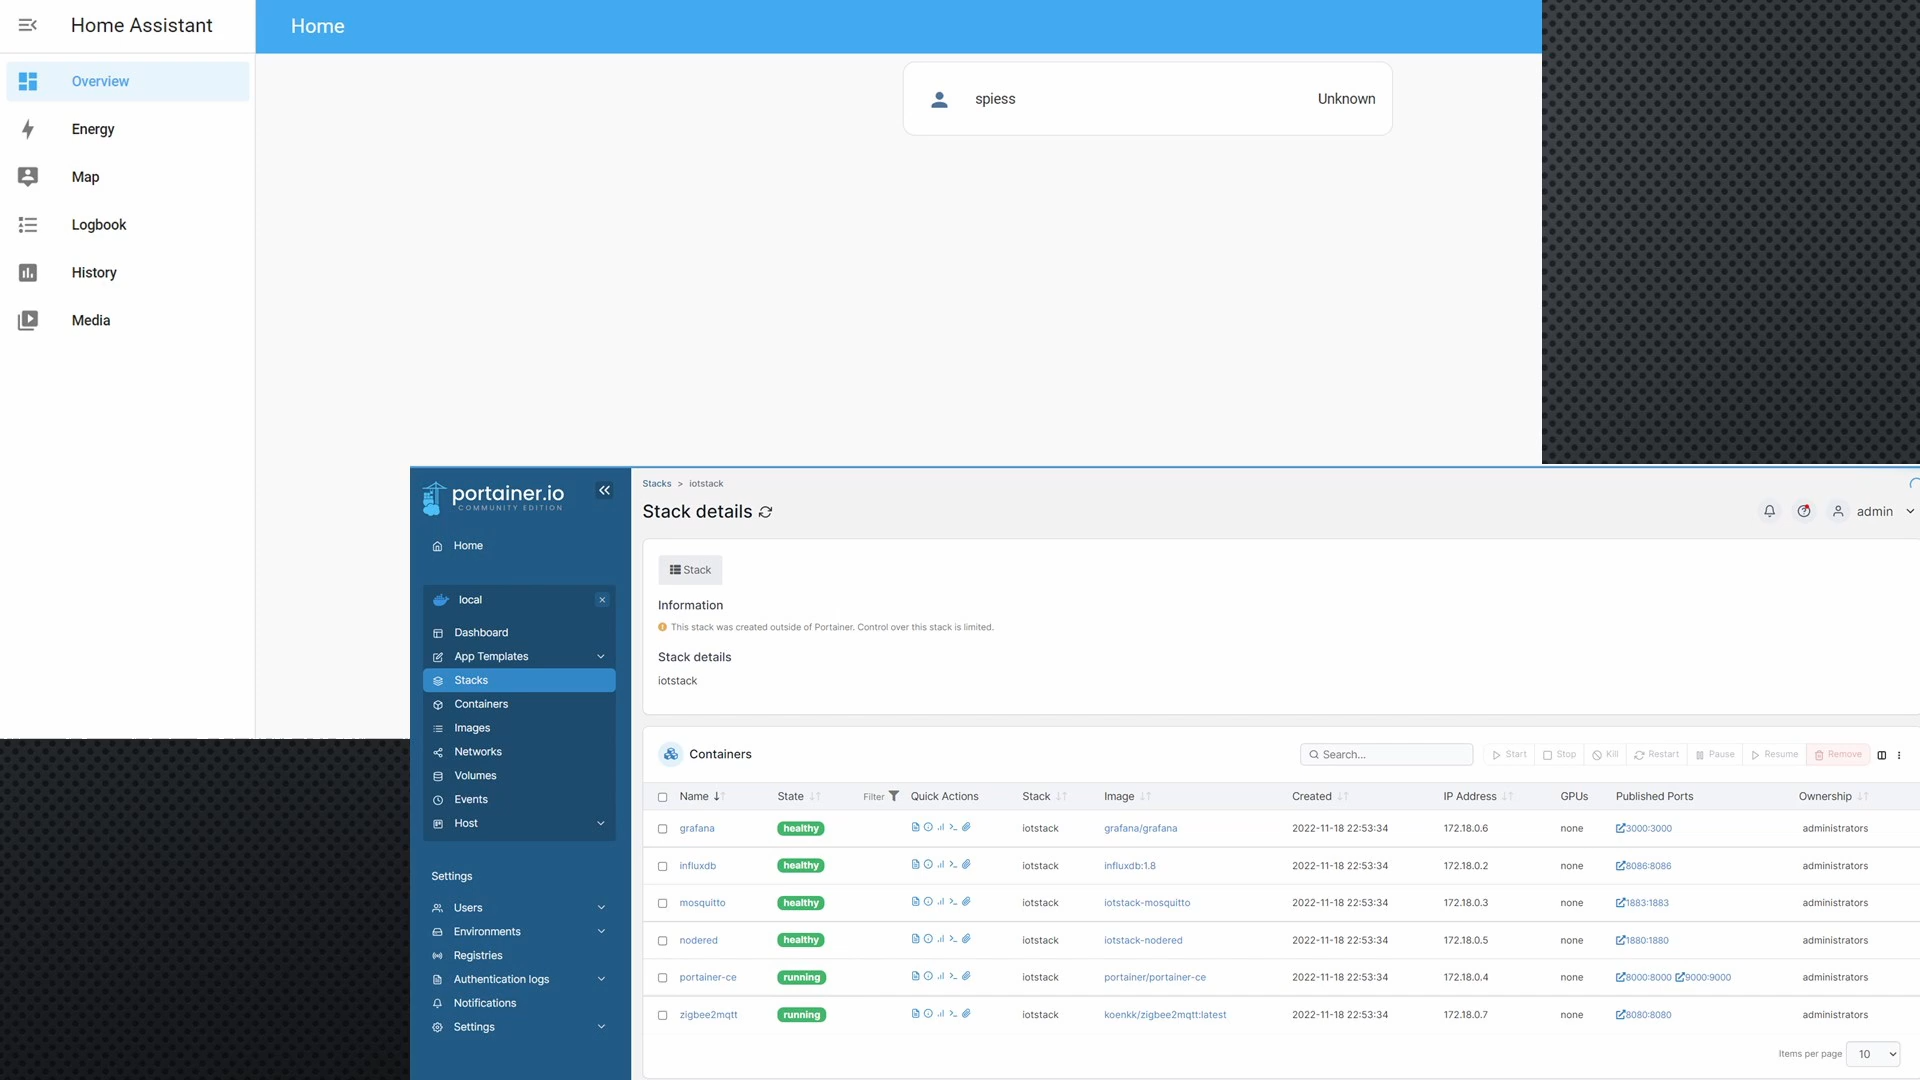 Home Assistant
Home
Overview
Energy
Map
Logbook
History
Media
spiess Unknown
portainer.io
COMMUNITY EDITION
Home
local
Dashboard
App Templates
Stacks
Containers
Images
Networks
Volumes
Events
Host
Settings
Users
Environments
Registries
Authentication logs
Notifications
Settings
Stacks > iotstack
Stack details
admin
Stack
Information
This stack was created outside of Portainer. Control over this stack is limited.
Stack details
iotstack
Containers
Search...
Start Stop Kill Restart Pause Resume Remove
Name State Filter Quick Actions Stack Image Created IP Address GPUs Published Ports Ownership
grafana healthy iotstack grafana/grafana 2022-11-18 22:53:34 172.18.0.6 none 3000:3000 administrators
influxdb healthy iotstack influxdb:1.8 2022-11-18 22:53:34 172.18.0.2 none 8086:8086 administrators
mosquitto healthy iotstack iotstack-mosquitto 2022-11-18 22:53:34 172.18.0.3 none 1883:1883 administrators
nodered healthy iotstack iotstack-nodered 2022-11-18 22:53:34 172.18.0.5 none 1880:1880 administrators
portainer-ce running iotstack portainer/portainer-ce 2022-11-18 22:53:34 172.18.0.4 none 8000:8000 9000:9000 administrators
zigbee2mqtt running iotstack koenkk/zigbee2mqtt:latest 2022-11-18 22:53:34 172.18.0.7 none 8080:8080 administrators
Items per page 10